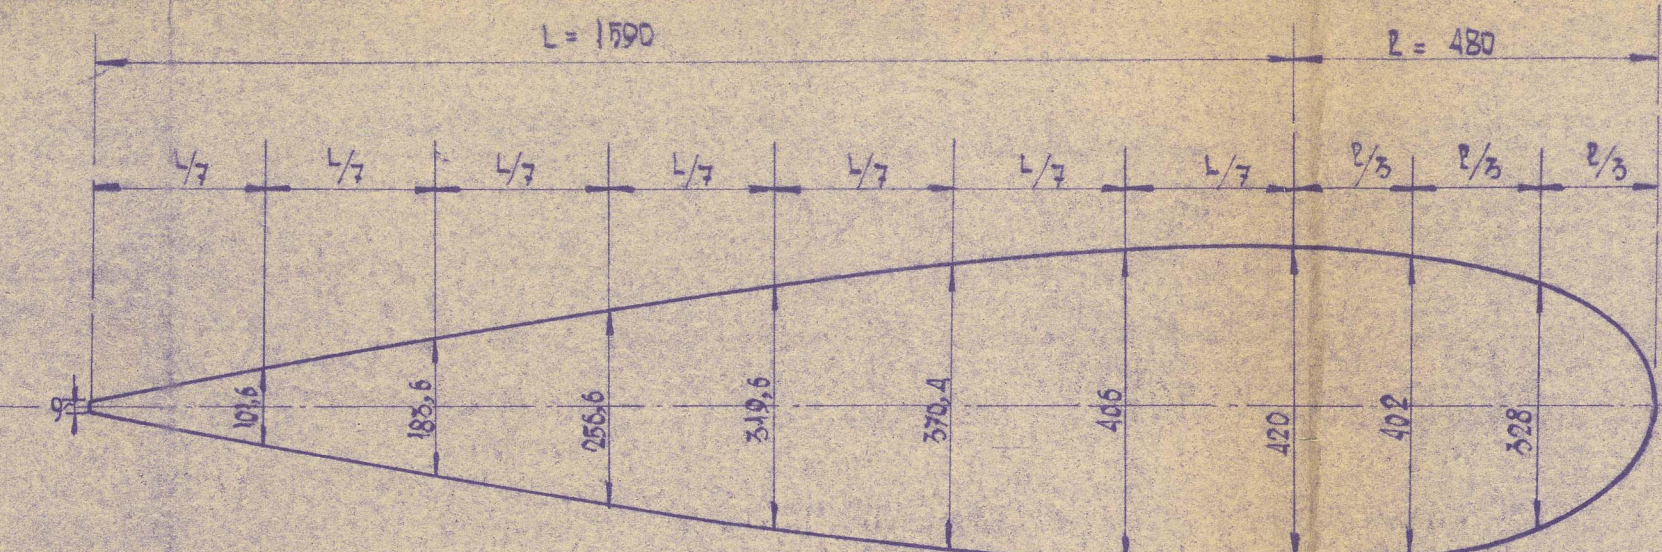 L = 1590
ℓ = 480
L/7 L/7 L/7 L/7 L/7 L/7 L/7 ℓ/3 ℓ/3 ℓ/3
9 101,6 183,6 256,6 319,6 370,4 406 420 402 328